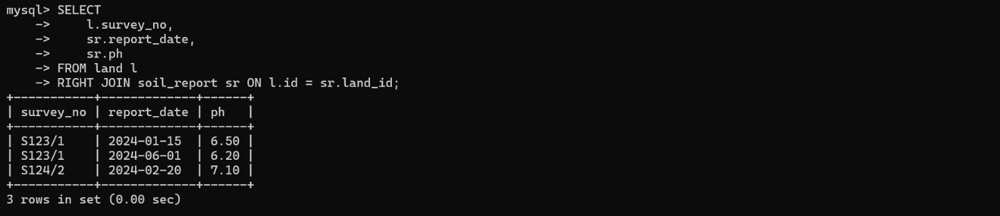 mysql> SELECT
    ->     l.survey_no,
    ->     sr.report_date,
    ->     sr.ph
    -> FROM land l
    -> RIGHT JOIN soil_report sr ON l.id = sr.land_id;
+-----------+-------------+------+
| survey_no | report_date | ph   |
+-----------+-------------+------+
| S123/1    | 2024-01-15  | 6.50 |
| S123/1    | 2024-06-01  | 6.20 |
| S124/2    | 2024-02-20  | 7.10 |
+-----------+-------------+------+
3 rows in set (0.00 sec)